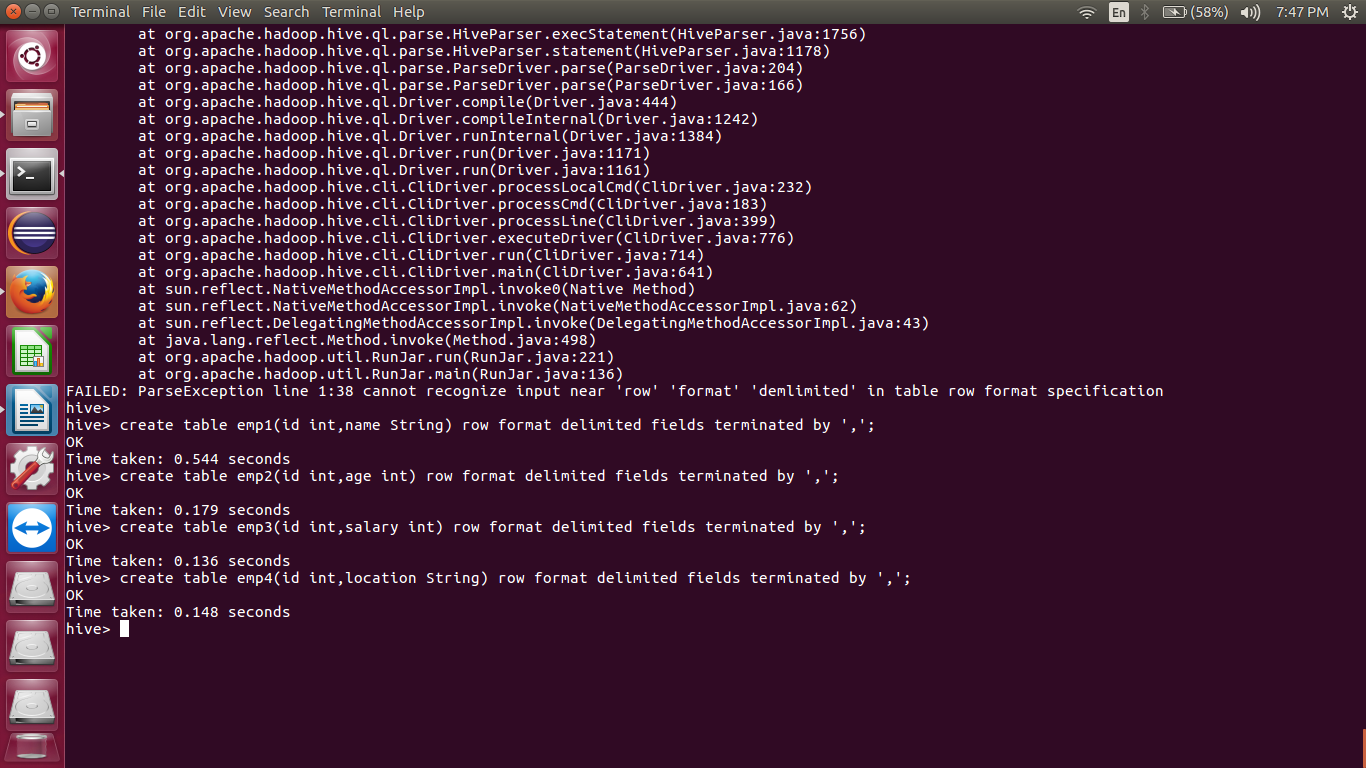 Terminal File Edit View Search Terminal Help En (58%) 7:47 PM
at org.apache.hadoop.hive.ql.parse.HiveParser.execStatement(HiveParser.java:1756)
at org.apache.hadoop.hive.ql.parse.HiveParser.statement(HiveParser.java:1178)
at org.apache.hadoop.hive.ql.parse.ParseDriver.parse(ParseDriver.java:204)
at org.apache.hadoop.hive.ql.parse.ParseDriver.parse(ParseDriver.java:166)
at org.apache.hadoop.hive.ql.Driver.compile(Driver.java:444)
at org.apache.hadoop.hive.ql.Driver.compileInternal(Driver.java:1242)
at org.apache.hadoop.hive.ql.Driver.runInternal(Driver.java:1384)
at org.apache.hadoop.hive.ql.Driver.run(Driver.java:1171)
at org.apache.hadoop.hive.ql.Driver.run(Driver.java:1161)
at org.apache.hadoop.hive.cli.CliDriver.processLocalCmd(CliDriver.java:232)
at org.apache.hadoop.hive.cli.CliDriver.processCmd(CliDriver.java:183)
at org.apache.hadoop.hive.cli.CliDriver.processLine(CliDriver.java:399)
at org.apache.hadoop.hive.cli.CliDriver.executeDriver(CliDriver.java:776)
at org.apache.hadoop.hive.cli.CliDriver.run(CliDriver.java:714)
at org.apache.hadoop.hive.cli.CliDriver.main(CliDriver.java:641)
at sun.reflect.NativeMethodAccessorImpl.invoke0(Native Method)
at sun.reflect.NativeMethodAccessorImpl.invoke(NativeMethodAccessorImpl.java:62)
at sun.reflect.DelegatingMethodAccessorImpl.invoke(DelegatingMethodAccessorImpl.java:43)
at java.lang.reflect.Method.invoke(Method.java:498)
at org.apache.hadoop.util.RunJar.run(RunJar.java:221)
at org.apache.hadoop.util.RunJar.main(RunJar.java:136)
FAILED: ParseException line 1:38 cannot recognize input near 'row' 'format' 'demlimited' in table row format specification
hive>
hive> create table emp1(id int,name String) row format delimited fields terminated by ',';
OK
Time taken: 0.544 seconds
hive> create table emp2(id int,age int) row format delimited fields terminated by ',';
OK
Time taken: 0.179 seconds
hive> create table emp3(id int,salary int) row format delimited fields terminated by ',';
OK
Time taken: 0.136 seconds
hive> create table emp4(id int,location String) row format delimited fields terminated by ',';
OK
Time taken: 0.148 seconds
hive>